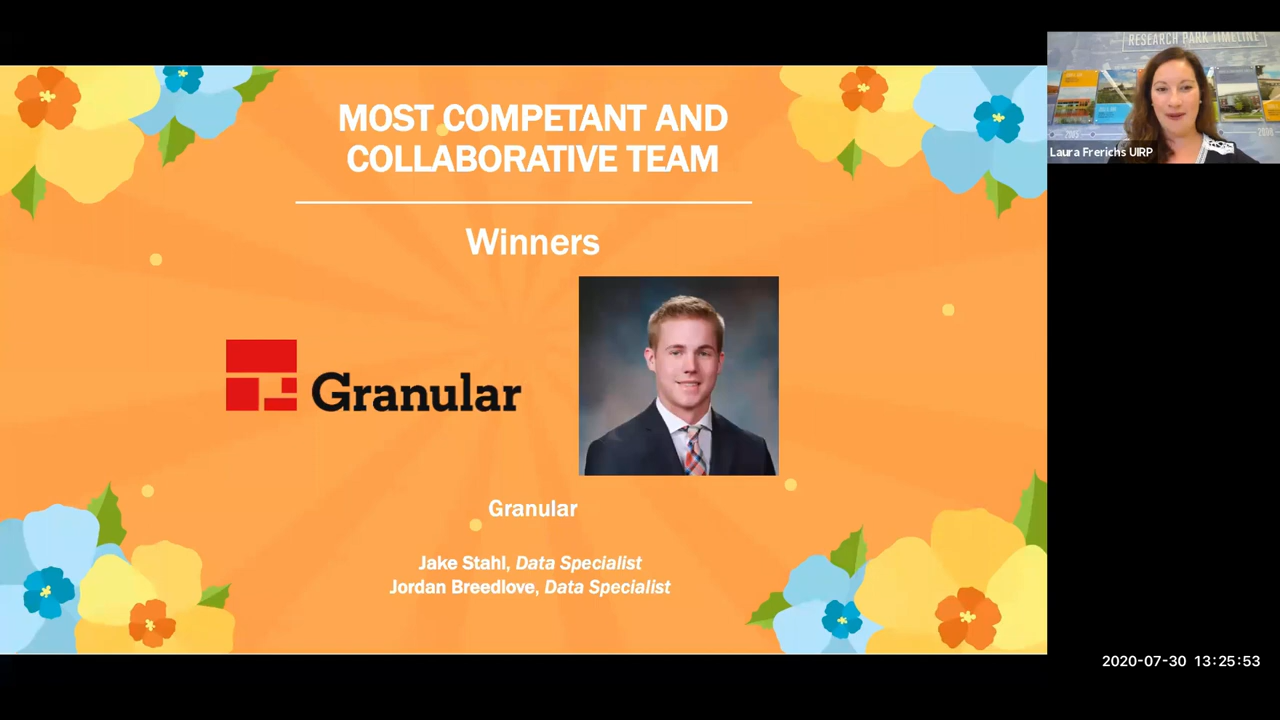 MOST COMPETANT AND
COLLABORATIVE TEAM
Winners
Granular
Granular
Jake Stahl, Data Specialist
Jordan Breedlove, Data Specialist
RESEARCH PARK TIMELINE
Laura Frerichs UIRP
2020-07-30 13:25:53